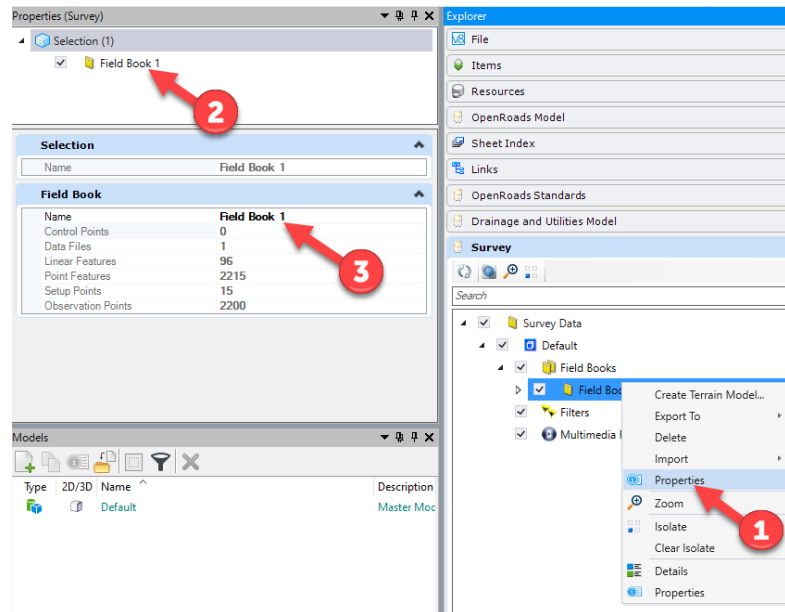 Properties (Survey)
Selection (1)
Field Book 1
2
Selection
Name Field Book 1
Field Book
Name Field Book 1
Control Points 0
Data Files 1
Linear Features 96
Point Features 2215
Setup Points 15
Observation Points 2200
3
Models
Type 2D/3D Name Description
Default Master Moc
Explorer
File
Items
Resources
OpenRoads Model
Sheet Index
Links
OpenRoads Standards
Drainage and Utilities Model
Survey
Search
Survey Data
Default
Field Books
Field Boo
Filters
Multimedia
Create Terrain Model...
Export To
Delete
Import
Properties
Zoom
1
Isolate
Clear Isolate
Details
Properties